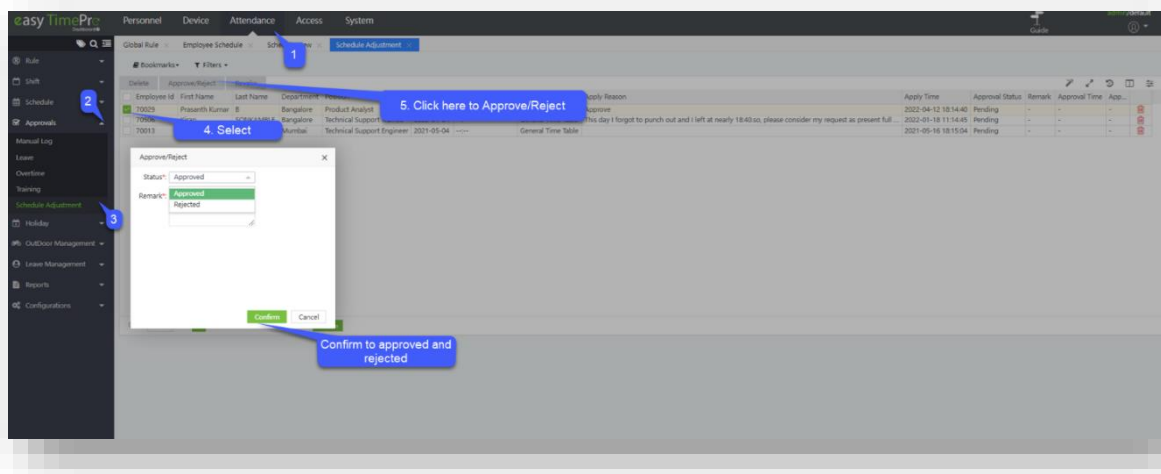 easy TimePro
Personnel Device Attendance Access System
Guide
Global Rule Employee Schedule Schedule Adjustment
1
Bookmarks Filters
Rule
Shift
Schedule
2
Approvals
Manual Log
Leave
Overtime
Training
Schedule Adjustment
3
Holiday
OutDoor Management
Leave Management
Reports
Configurations
Delete Approve/Reject
Employee Id First Name Last Name Department Apply Reason Apply Time Approval Status Remark Approval Time App...
5. Click here to Approve/Reject
70029 Prasanth Kumar B Bangalore Product Analyst Approve 2022-04-12 18:14:40 Pending - - -
Bangalore Technical Support This day I forgot to punch out and I left at nearly 18:40.so, please consider my request as present full ... 2022-01-18 11:14:45 Pending - - -
4. Select
70013 Mumbai Technical Support Engineer 2021-05-04 --:-- General Time Table 2021-05-16 18:15:04 Pending - - -
Approve/Reject
Status*: Approved
Remark*:
Approved
Rejected
Confirm Cancel
Confirm to approved and
rejected